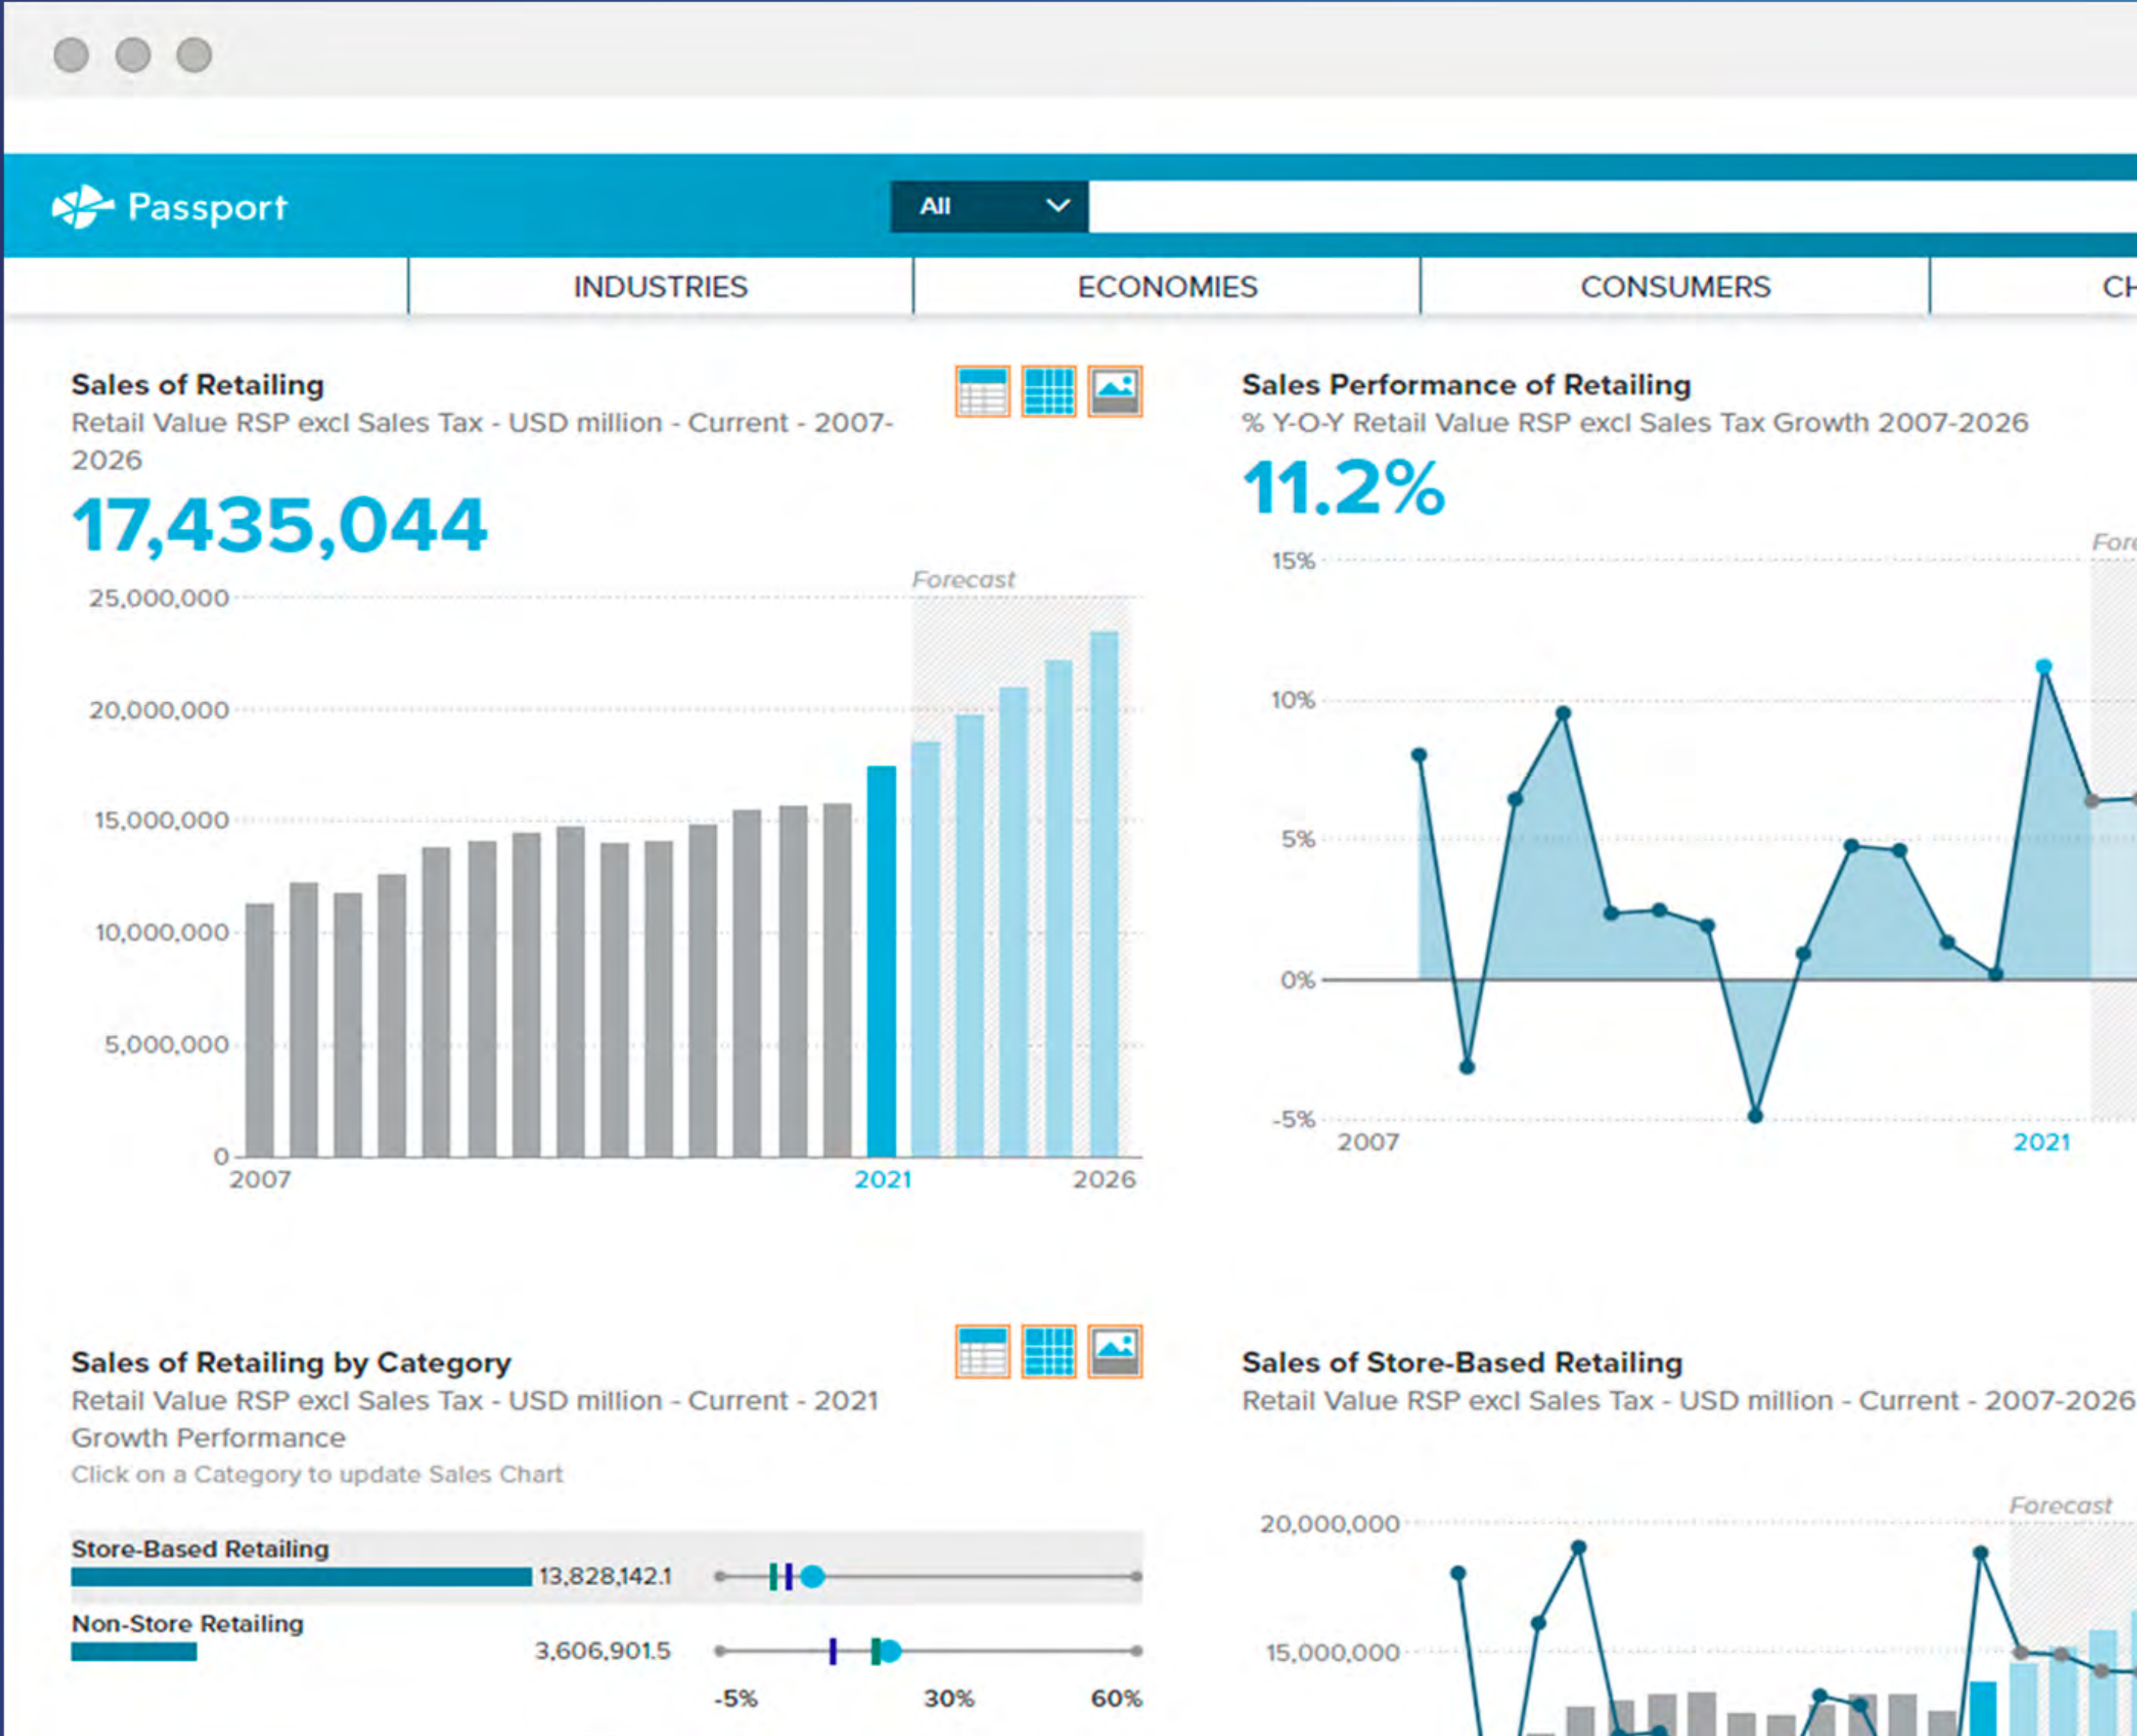 Passport
All
INDUSTRIES
ECONOMIES
CONSUMERS
CH
Sales of Retailing
Retail Value RSP excl Sales Tax - USD million - Current - 2007-
2026
17,435,044
Forecast
25,000,000
20,000,000
15,000,000
10,000,000
5,000,000
0
2007
2021
2026
Sales Performance of Retailing
% Y-O-Y Retail Value RSP excl Sales Tax Growth 2007-2026
11.2%
Fore
15%
10%
5%
0%
-5%
2007
2021
Sales of Retailing by Category
Retail Value RSP excl Sales Tax - USD million - Current - 2021
Growth Performance
Click on a Category to update Sales Chart
Store-Based Retailing
13,828,142.1
Non-Store Retailing
3,606,901.5
-5%
30%
60%
Sales of Store-Based Retailing
Retail Value RSP excl Sales Tax - USD million - Current - 2007-2026
Forecast
20,000,000
15,000,000